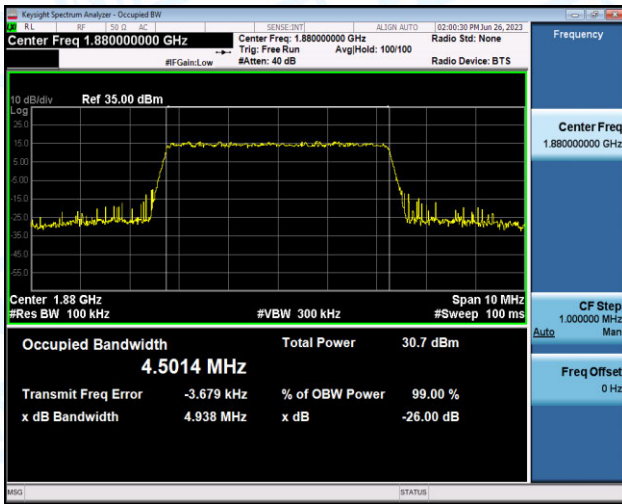 Keysight Spectrum Analyzer - Occupied BW
RL RF 50 Ω AC SENSE:INT ALIGN AUTO 02:00:30 PM Jun 26, 2023
Center Freq 1.880000000 GHz Center Freq: 1.880000000 GHz Radio Std: None Frequency
Trig: Free Run Avg|Hold: 100/100
#IFGain:Low #Atten: 40 dB Radio Device: BTS
10 dB/div Ref 35.00 dBm
Log
25.0
15.0
5.00
-5.00
-15.0
-25.0
-35.0
-45.0
-55.0
Center Freq
1.880000000 GHz
Center 1.88 GHz Span 10 MHz
#Res BW 100 kHz #VBW 300 kHz #Sweep 100 ms
CF Step
1.000000 MHz
Auto Man
Occupied Bandwidth Total Power 30.7 dBm
4.5014 MHz
Transmit Freq Error -3.679 kHz % of OBW Power 99.00 %
x dB Bandwidth 4.938 MHz x dB -26.00 dB
Freq Offset
0 Hz
MSG STATUS